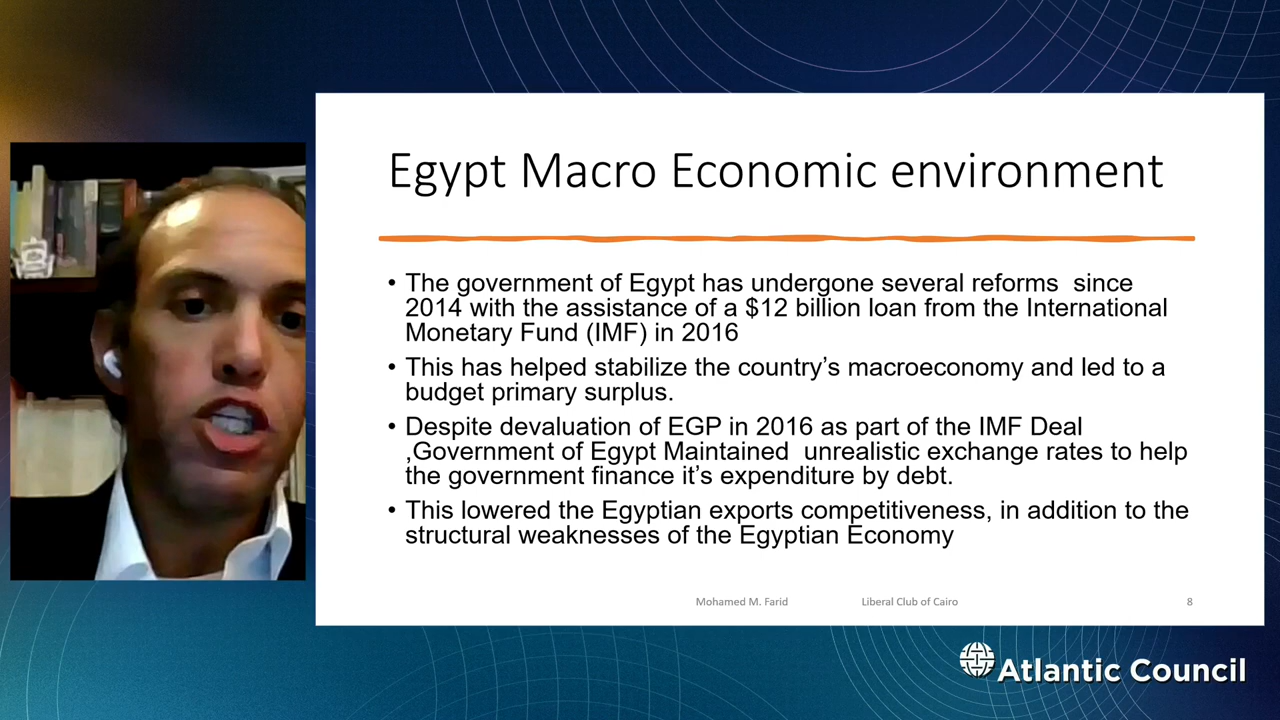 Egypt Macro Economic environment
• The government of Egypt has undergone several reforms  since
2014 with the assistance of a $12 billion loan from the International
Monetary Fund (IMF) in 2016
• This has helped stabilize the country’s macroeconomy and led to a
budget primary surplus.
• Despite devaluation of EGP in 2016 as part of the IMF Deal
,Government of Egypt Maintained  unrealistic exchange rates to help
the government finance it’s expenditure by debt.
• This lowered the Egyptian exports competitiveness, in addition to the
structural weaknesses of the Egyptian Economy
Mohamed M. Farid Liberal Club of Cairo 8
Atlantic Council